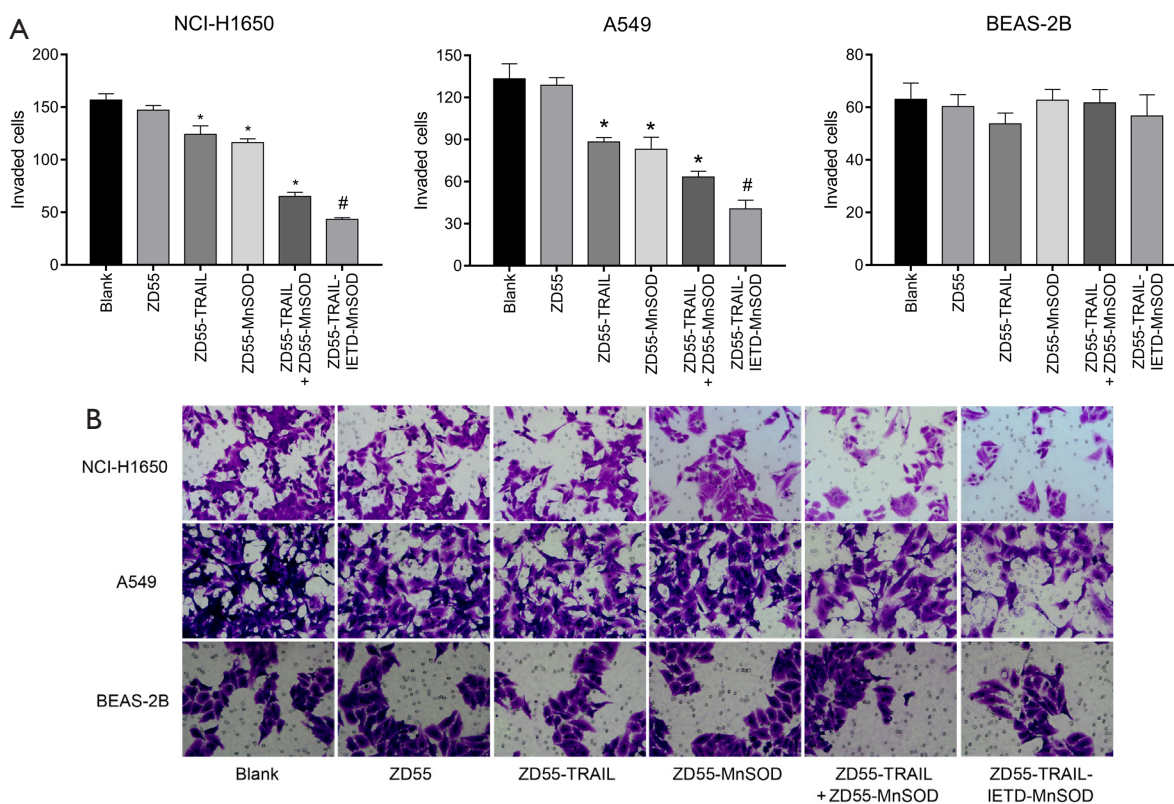 A
NCI-H1650
Invaded cells
200
150
100
50
0
*
*
*
#
Blank
ZD55
ZD55-TRAIL
ZD55-MnSOD
ZD55-TRAIL
+ ZD55-MnSOD
ZD55-TRAIL-
IETD-MnSOD
A549
Invaded cells
150
120
90
60
30
0
*
*
*
#
Blank
ZD55
ZD55-TRAIL
ZD55-MnSOD
ZD55-TRAIL
+ ZD55-MnSOD
ZD55-TRAIL-
IETD-MnSOD
BEAS-2B
Invaded cells
80
60
40
20
0
Blank
ZD55
ZD55-TRAIL
ZD55-MnSOD
ZD55-TRAIL
+ ZD55-MnSOD
ZD55-TRAIL-
IETD-MnSOD
B
NCI-H1650
A549
BEAS-2B
Blank
ZD55
ZD55-TRAIL
ZD55-MnSOD
ZD55-TRAIL
+ ZD55-MnSOD
ZD55-TRAIL-
IETD-MnSOD